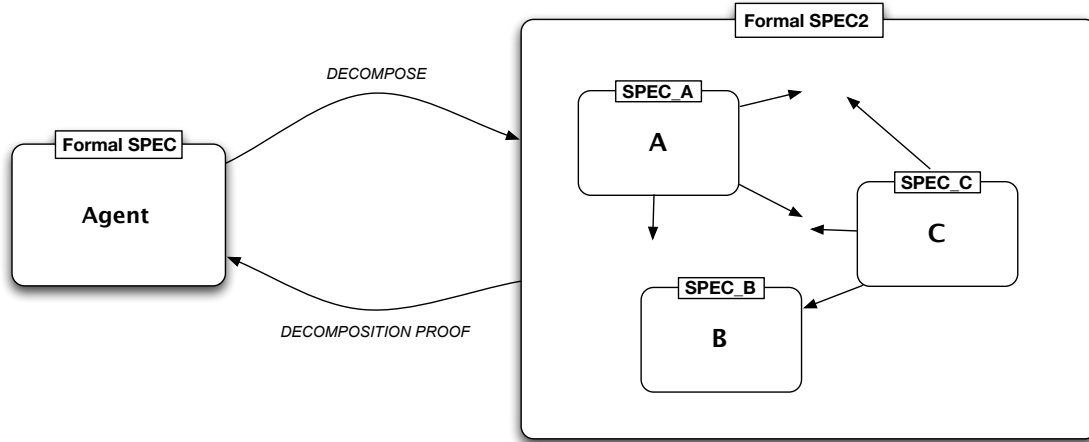 Formal SPEC2
DECOMPOSE
SPEC_A
A
Formal SPEC
Agent
SPEC_C
C
SPEC_B
B
DECOMPOSITION PROOF